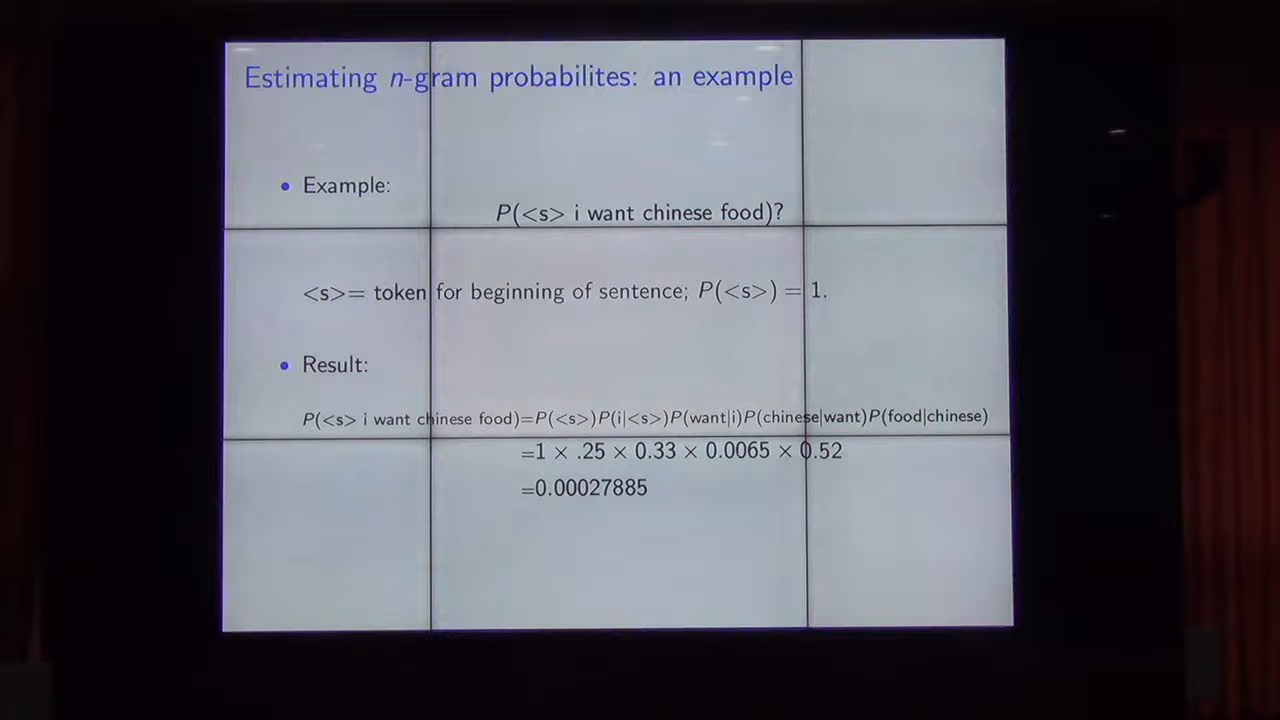 Estimating n-gram probabilites: an example
• Example:
P(<s> i want chinese food)?
<s>= token for beginning of sentence; P(<s>) = 1.
• Result:
P(<s> i want chinese food)=P(<s>)P(i|<s>)P(want|i)P(chinese|want)P(food|chinese)
=1 × .25 × 0.33 × 0.0065 × 0.52
=0.00027885